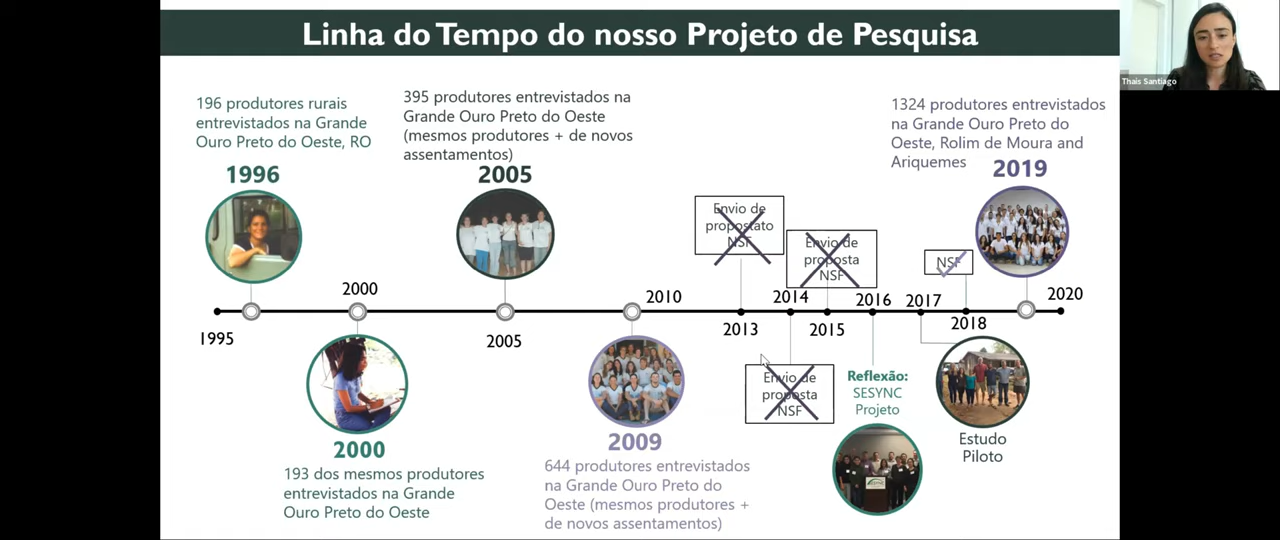 Linha do Tempo do nosso Projeto de Pesquisa
Thais Santiago
196 produtores rurais
entrevistados na Grande
Ouro Preto do Oeste, RO
1996
395 produtores entrevistados na
Grande Ouro Preto do Oeste
(mesmos produtores + de novos
assentamentos)
2005
1324 produtores entrevistados
na Grande Ouro Preto do
Oeste, Rolim de Moura and
Ariquemes
2019
Envio de
propostato
NSF
Envio de
proposta
NSF
NSF
1995
2000
2005
2010
2013
2014
2015
2016
2017
2018
2020
2000
193 dos mesmos produtores
entrevistados na Grande
Ouro Preto do Oeste
2009
644 produtores entrevistados
na Grande Ouro Preto do
Oeste (mesmos produtores +
de novos assentamentos)
Envio de
proposta
NSF
Reflexão:
SESYNC
Projeto
Estudo
Piloto